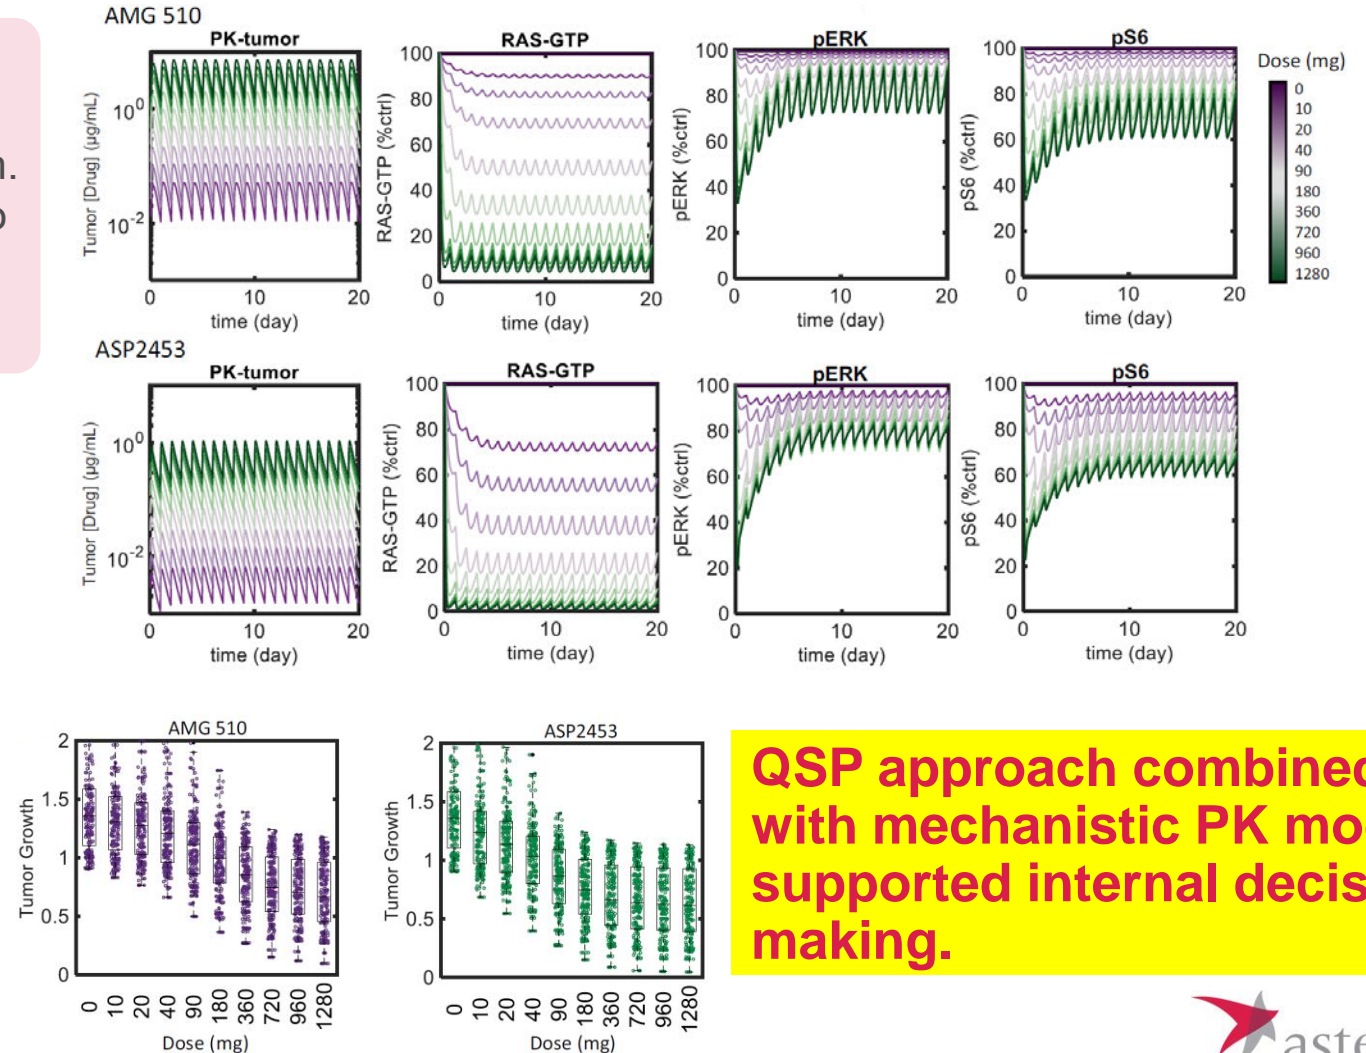 AMG 510
PK-tumor
RAS-GTP
pERK
pS6
Dose (mg)
0
10
20
40
90
180
360
720
960
1280
Tumor [Drug] (µg/mL)
10⁰
10⁻²
0 10 20
time (day)
RAS-GTP (%ctrl)
100
80
60
40
20
0
0 10 20
time (day)
pERK (%ctrl)
100
80
60
40
20
0
0 10 20
time (day)
pS6 (%ctrl)
100
80
60
40
20
0
0 10 20
time (day)
ASP2453
PK-tumor
RAS-GTP
pERK
pS6
Tumor [Drug] (µg/mL)
10⁰
10⁻²
0 10 20
time (day)
RAS-GTP (%ctrl)
100
80
60
40
20
0
0 10 20
time (day)
pERK (%ctrl)
100
80
60
40
20
0
0 10 20
time (day)
pS6 (%ctrl)
100
80
60
40
20
0
0 10 20
time (day)
AMG 510
Tumor Growth
2
1.5
1
0.5
0
0 10 20 40 90 180 360 720 960 1280
Dose (mg)
ASP2453
Tumor Growth
2
1.5
1
0.5
0
0 10 20 40 90 180 360 720 960 1280
Dose (mg)
QSP approach combined
with mechanistic PK mo
supported internal decis
making.
aste